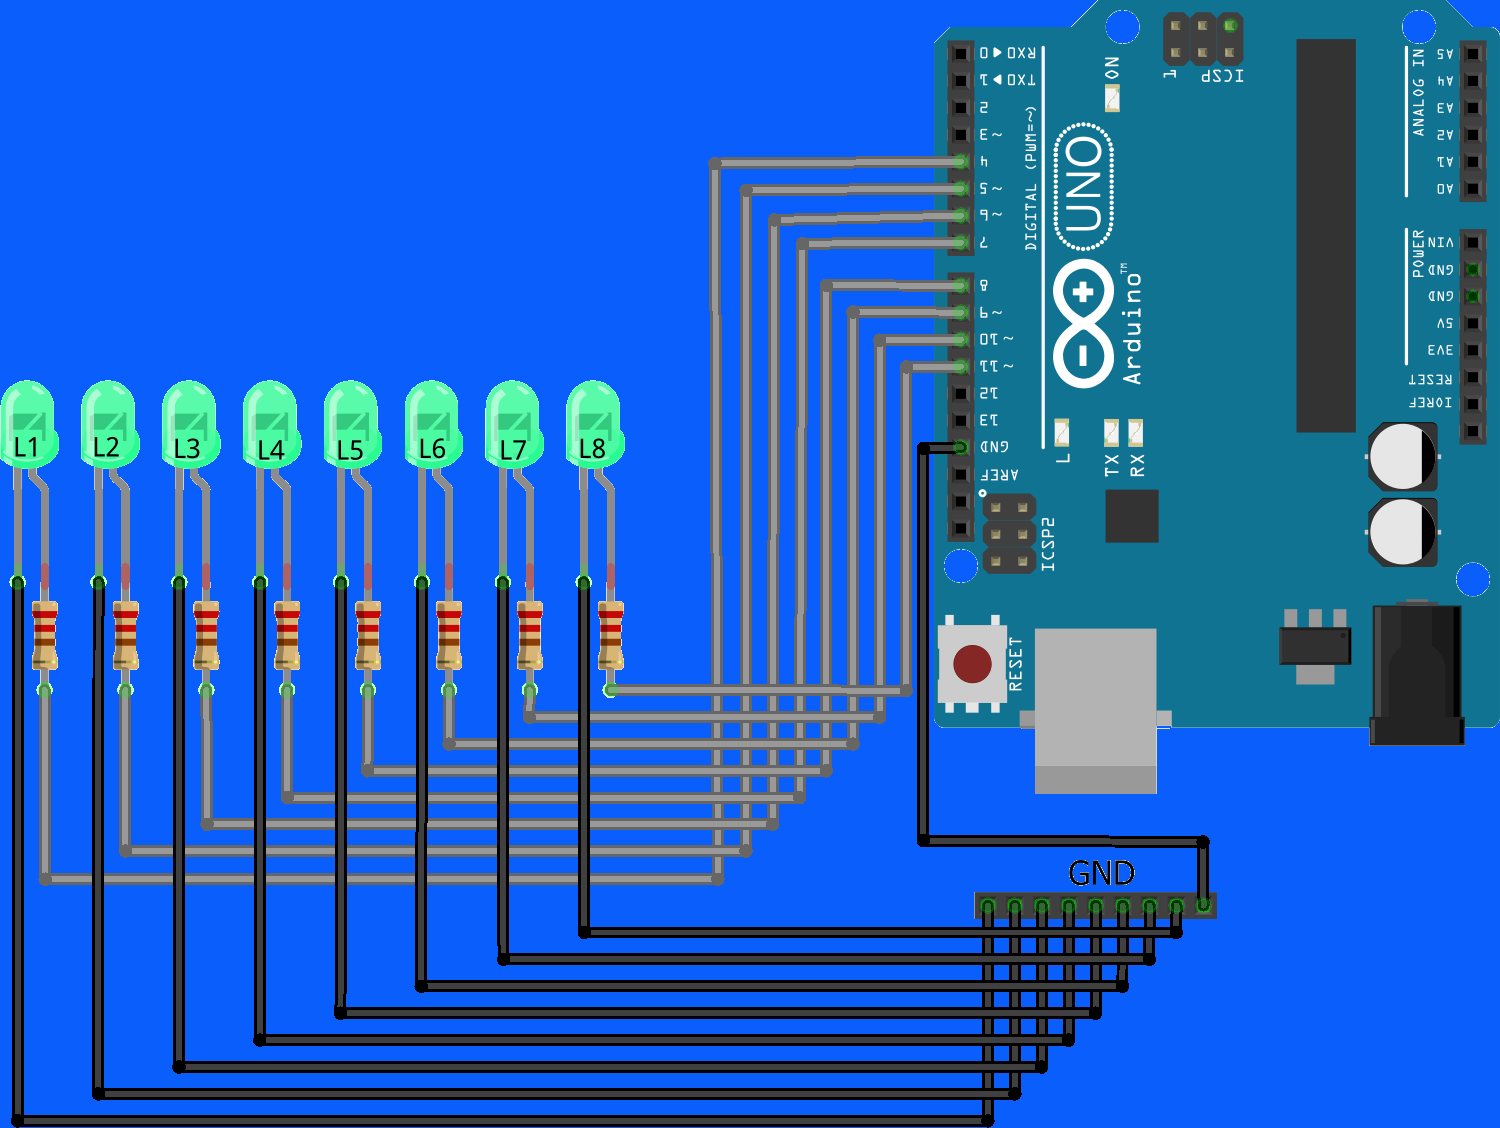 L1
L2
L3
L4
L5
L6
L7
L8
0
RXD
1
TXD
2
3 ~
4
5 ~
6 ~
7
8
9 ~
10 ~
11 ~
12
13
GND
AREF
DIGITAL (PWM=~)
UNO
Arduino™
ON
1
ICSP
L
TX
RX
ICSP2
RESET
ANALOG IN
A5
A4
A3
A2
A1
A0
POWER
VIN
GND
GND
5V
3V3
RESET
IOREF
GND